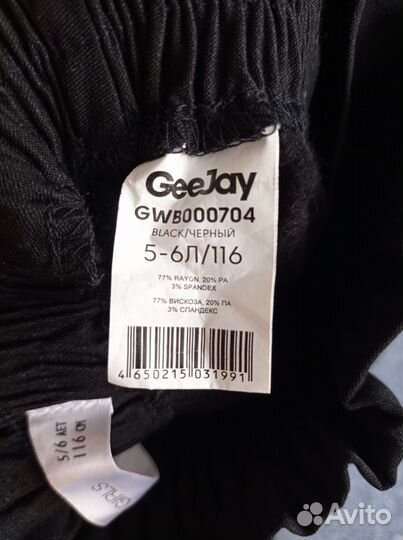 GeeJay
GWB000704
BLACK/ЧЕРНЫЙ
5-6Л/116
77% RAYON, 20% PA
3% SPANDEX
77% ВИСКОЗА, 20% ПА
3% СПАНДЕКС
4 650215 031991
5/6 ЛЕТ
116 СМ
GIRLS
Avito